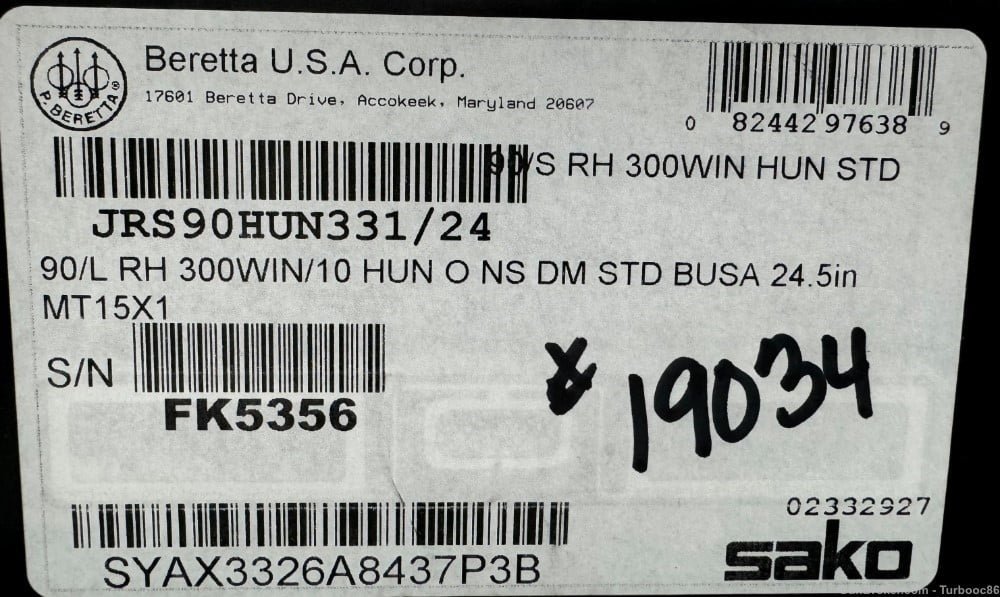 Beretta U.S.A. Corp.
17601 Beretta Drive, Accokeek, Maryland 20607
P. BERETTA®
0 82442 97638 9
90/S RH 300WIN HUN STD
JRS90HUN331/24
90/L RH 300WIN/10 HUN O NS DM STD BUSA 24.5in
MT15X1
S/N
FK5356
19034
02332927
sako
SYAX3326A8437P3B
Turbooc86